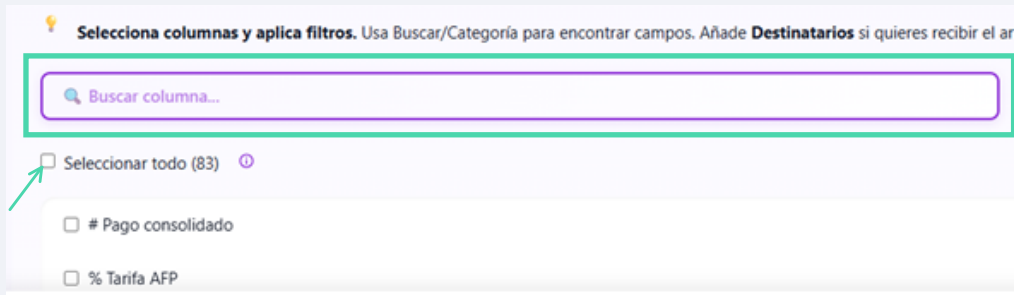 Selecciona columnas y aplica filtros. Usa Buscar/Categoría para encontrar campos. Añade Destinatarios si quieres recibir el ar
Buscar columna...
Seleccionar todo (83)
# Pago consolidado
% Tarifa AFP